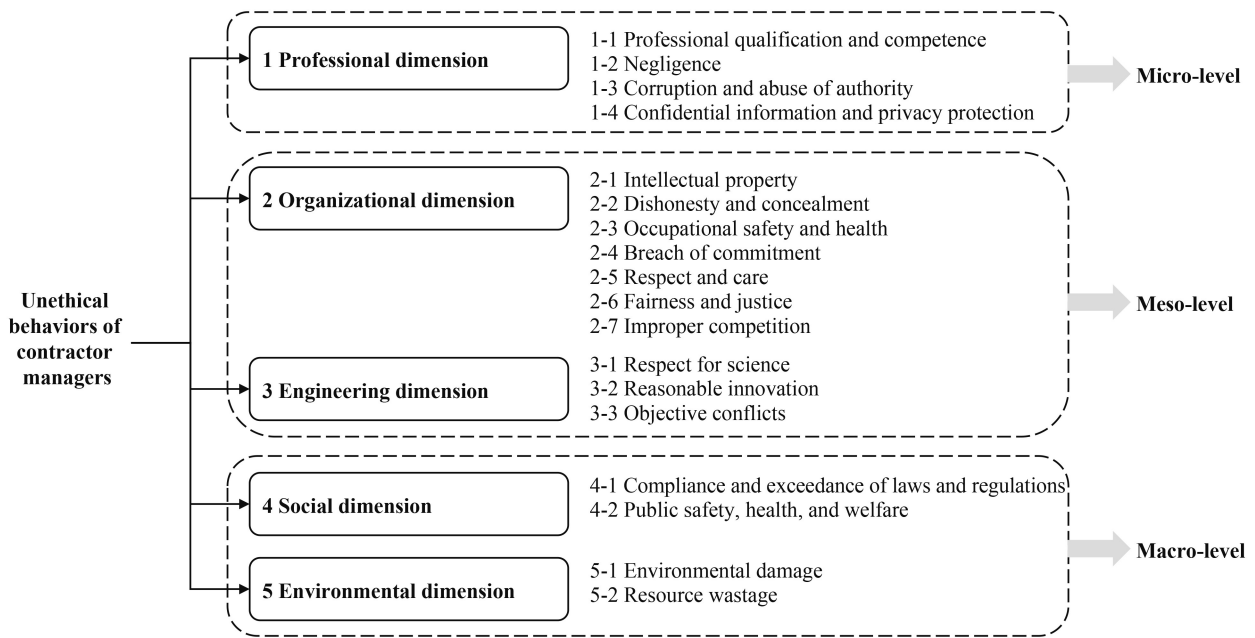 1 Professional dimension
1-1 Professional qualification and competence
1-2 Negligence
1-3 Corruption and abuse of authority
1-4 Confidential information and privacy protection
Micro-level
2 Organizational dimension
2-1 Intellectual property
2-2 Dishonesty and concealment
2-3 Occupational safety and health
2-4 Breach of commitment
2-5 Respect and care
2-6 Fairness and justice
2-7 Improper competition
Unethical
behaviors of
contractor
managers
Meso-level
3 Engineering dimension
3-1 Respect for science
3-2 Reasonable innovation
3-3 Objective conflicts
4 Social dimension
4-1 Compliance and exceedance of laws and regulations
4-2 Public safety, health, and welfare
Macro-level
5 Environmental dimension
5-1 Environmental damage
5-2 Resource wastage